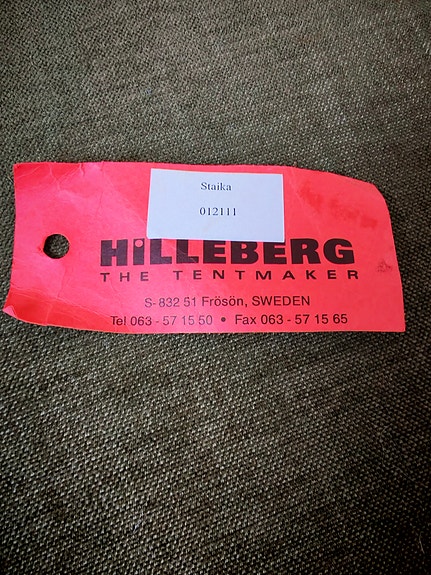 Staika
012111
HiLLEBERG
THE TENTMAKER
S-832 51 Frösön, SWEDEN
Tel 063 - 57 15 50 • Fax 063 - 57 15 65